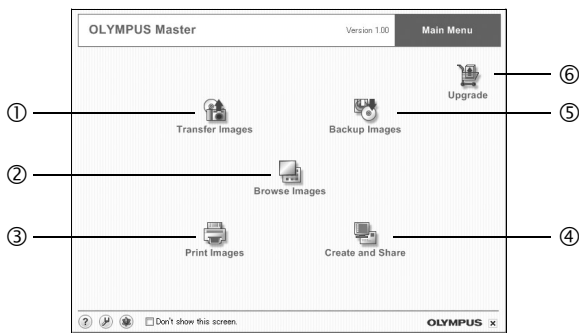 OLYMPUS Master Version 1.00 Main Menu
⑥
Upgrade
① ⑤
Transfer Images Backup Images
②
Browse Images
③ ④
Print Images Create and Share
? Don't show this screen. OLYMPUS x